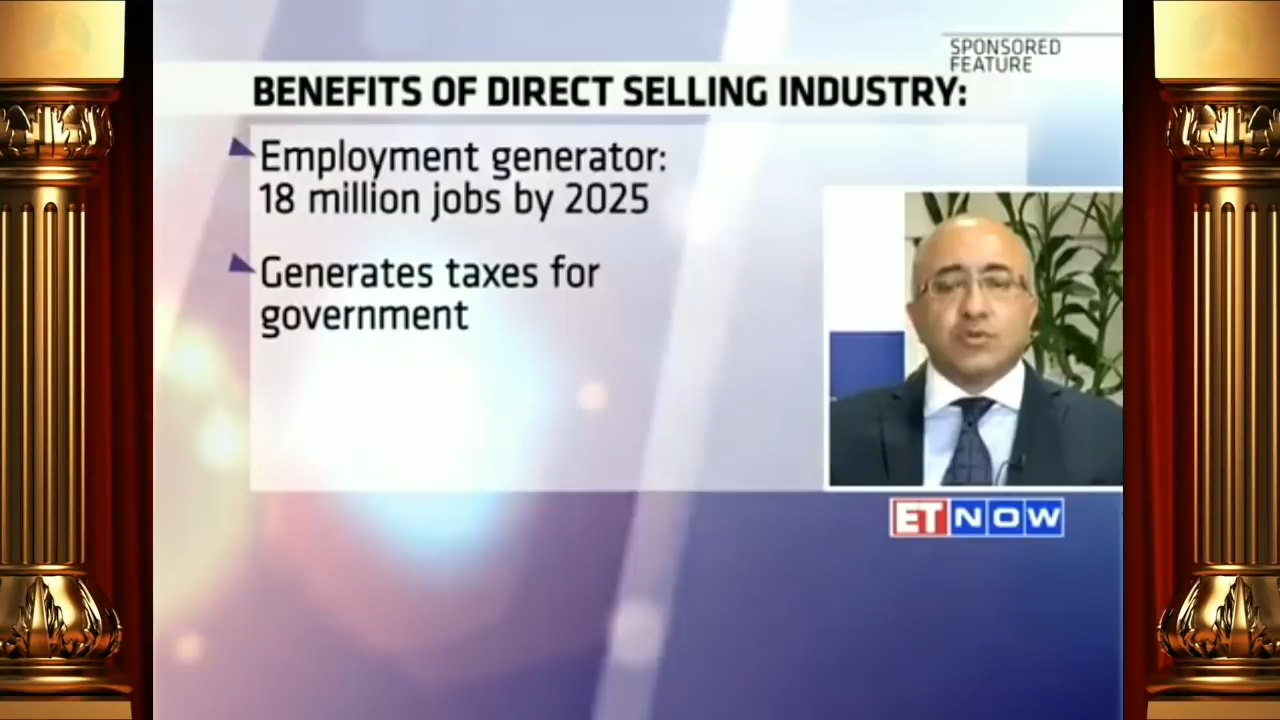 SPONSORED
FEATURE
BENEFITS OF DIRECT SELLING INDUSTRY:
Employment generator:
18 million jobs by 2025
Generates taxes for
government
ET NOW